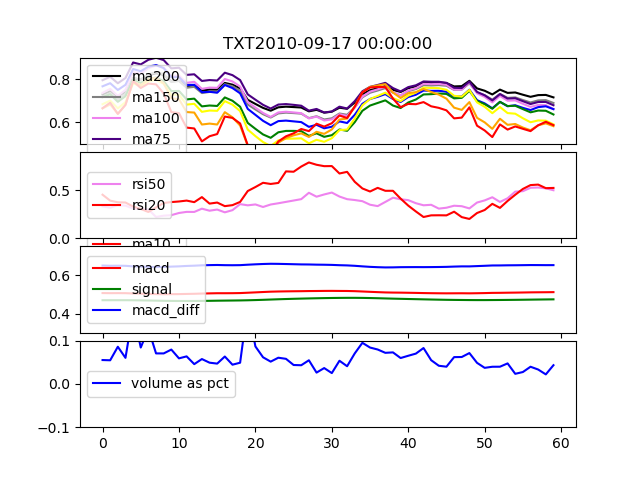 TXT2010-09-17 00:00:00
0.8
0.6
ma200
ma150
ma100
ma75
0.5
0.0
rsi50
rsi20
ma10
0.6
0.4
macd
signal
macd_diff
0.1
0.0
−0.1
volume as pct
0 10 20 30 40 50 60